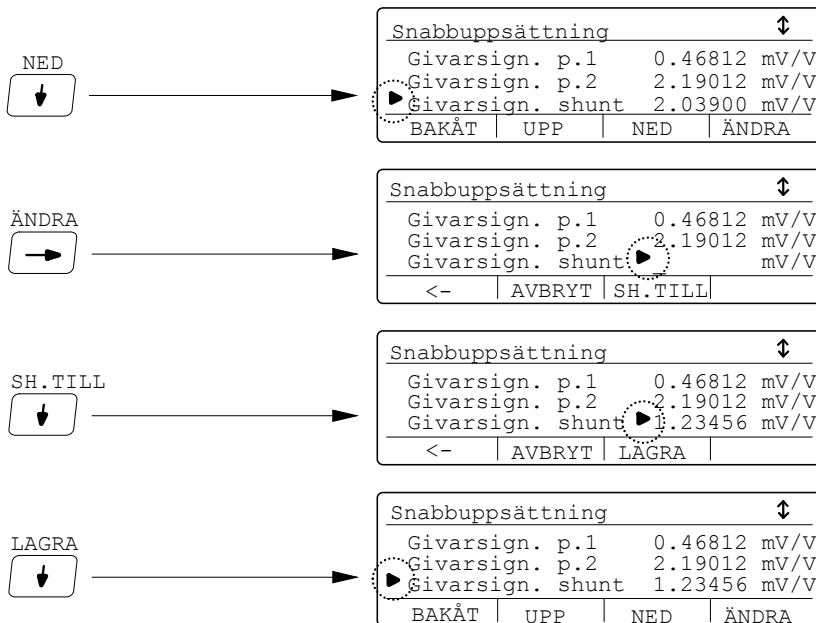 NED
Snabbuppsättning
Givarsign. p.1 0.46812 mV/V
Givarsign. p.2 2.19012 mV/V
Givarsign. shunt 2.03900 mV/V
BAKÅT UPP NED ÄNDRA
ÄNDRA
Snabbuppsättning
Givarsign. p.1 0.46812 mV/V
Givarsign. p.2 2.19012 mV/V
Givarsign. shunt _ mV/V
<- AVBRYT SH.TILL
SH.TILL
Snabbuppsättning
Givarsign. p.1 0.46812 mV/V
Givarsign. p.2 2.19012 mV/V
Givarsign. shunt 1.23456 mV/V
<- AVBRYT LAGRA
LAGRA
Snabbuppsättning
Givarsign. p.1 0.46812 mV/V
Givarsign. p.2 2.19012 mV/V
Givarsign. shunt 1.23456 mV/V
BAKÅT UPP NED ÄNDRA